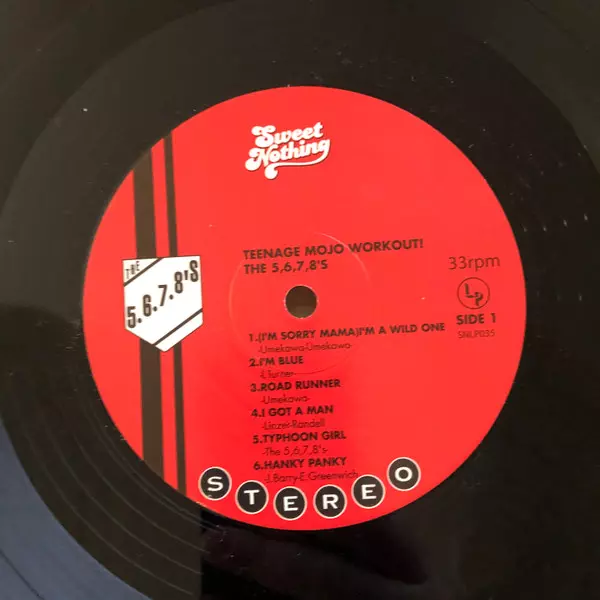 Sweet
Nothing
TEENAGE MOJO WORKOUT!
THE 5,6,7,8'S
33rpm
THE
5.6.7.8'S
LP
SIDE 1
SNLP035
1.(I'M SORRY MAMA)I'M A WILD ONE
-Umekawa-Umekawa-
2.I'M BLUE
-I.Turner-
3.ROAD RUNNER
-Umekawa-
4.I GOT A MAN
-Linzer-Randell
5.TYPHOON GIRL
-The 5,6,7,8's-
6.HANKY PANKY
-J.Barry-E.Greenwich-
STEREO